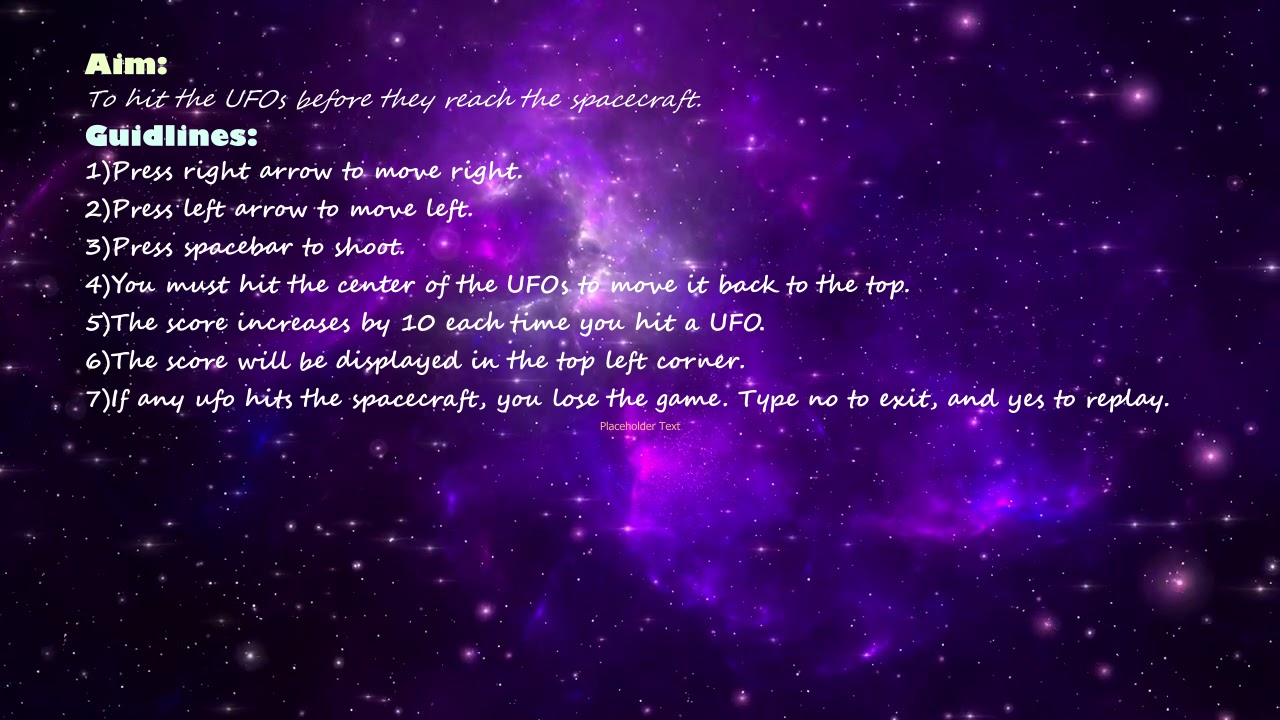 Aim:
To hit the UFOs before they reach the spacecraft.
Guidlines:
1)Press right arrow to move right.
2)Press left arrow to move left.
3)Press spacebar to shoot.
4)You must hit the center of the UFOs to move it back to the top.
5)The score increases by 10 each time you hit a UFO.
6)The score will be displayed in the top left corner.
7)If any ufo hits the spacecraft, you lose the game. Type no to exit, and yes to replay.
Placeholder Text